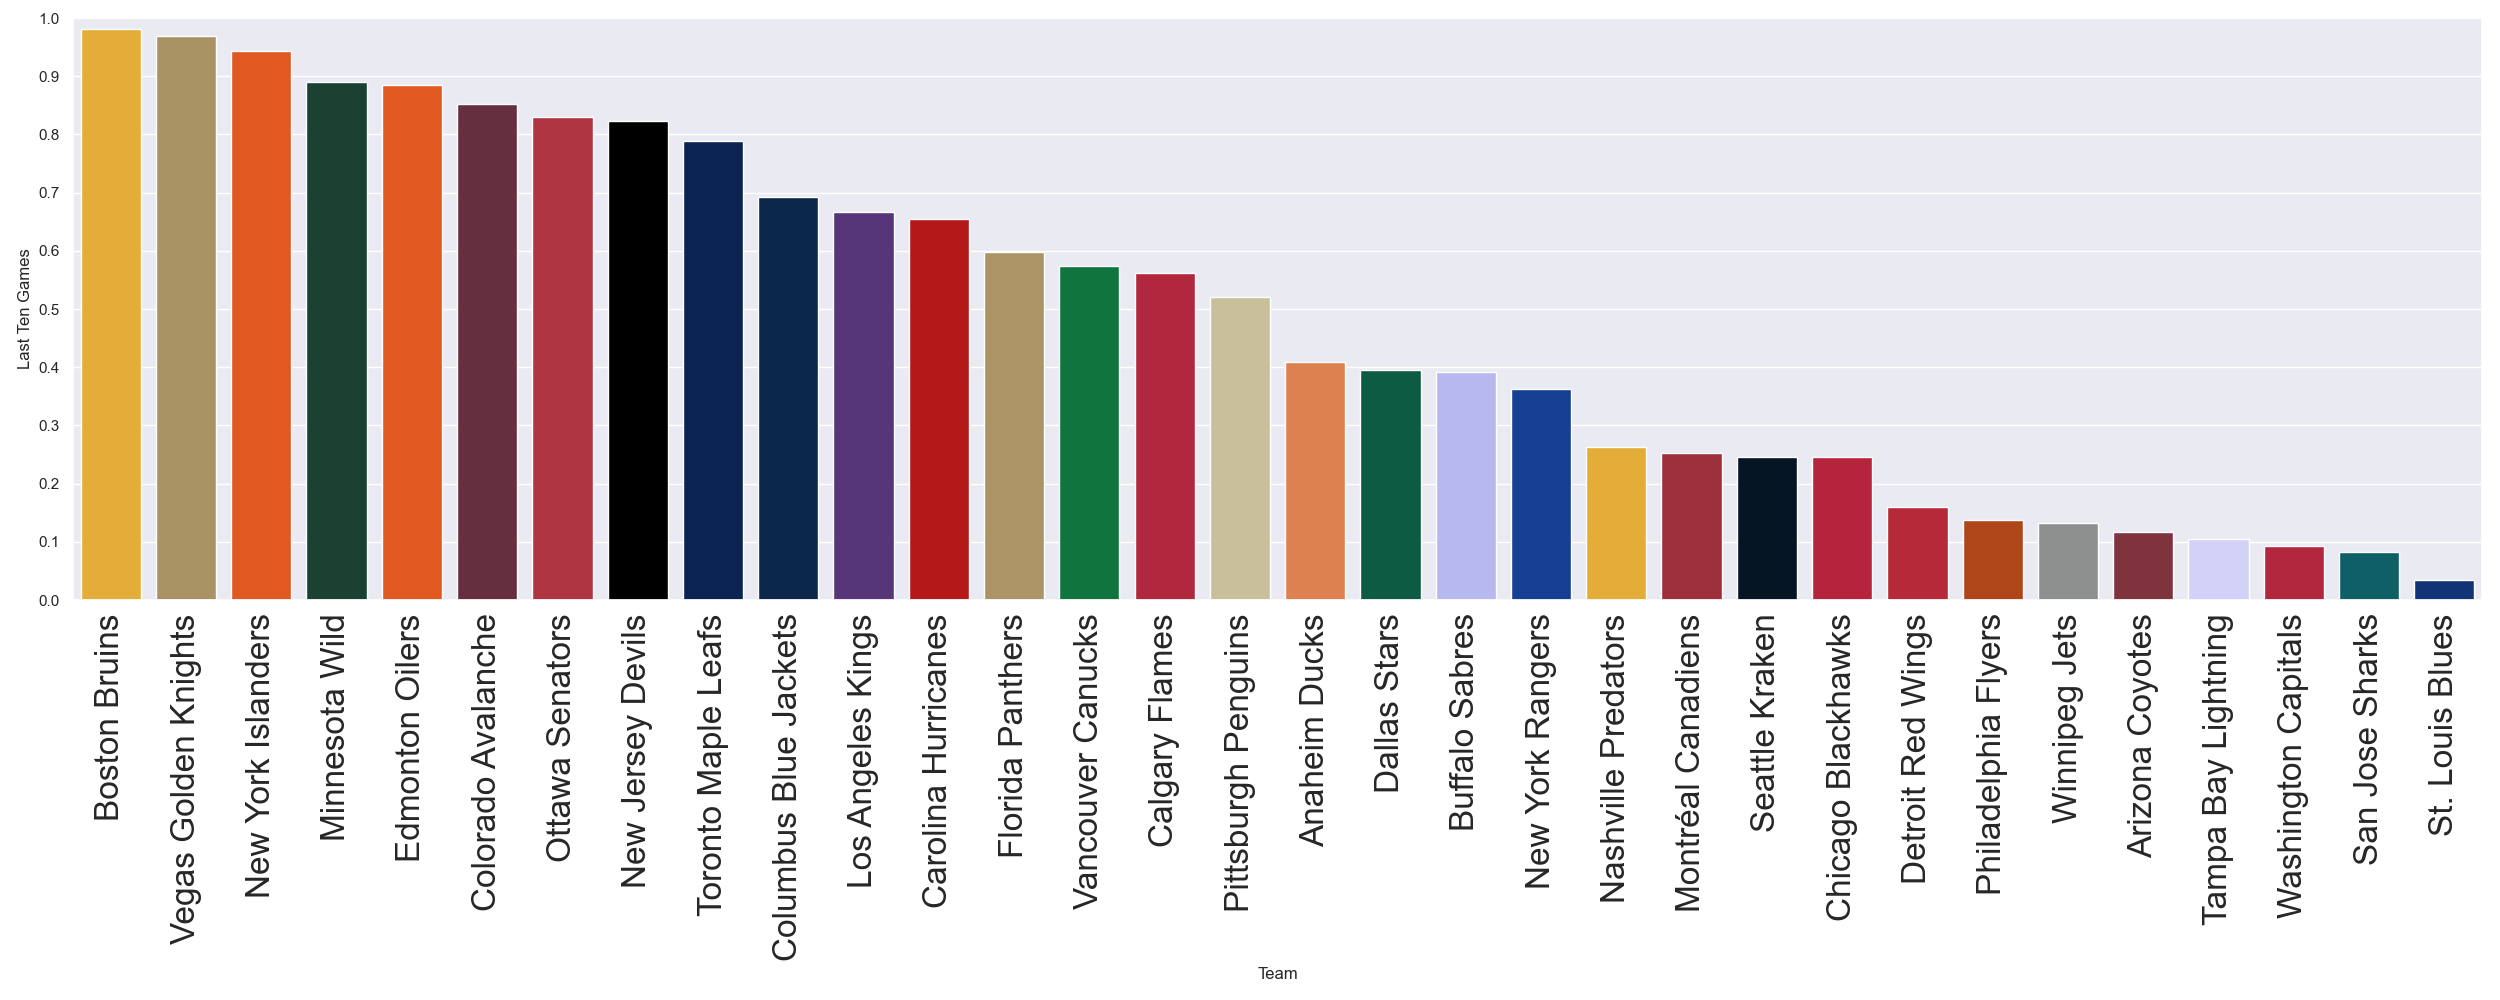 1.0
0.9
0.8
0.7
0.6
0.5
0.4
0.3
0.2
0.1
0.0
Last Ten Games
Boston Bruins
Vegas Golden Knights
New York Islanders
Minnesota Wild
Edmonton Oilers
Colorado Avalanche
Ottawa Senators
New Jersey Devils
Toronto Maple Leafs
Columbus Blue Jackets
Los Angeles Kings
Carolina Hurricanes
Florida Panthers
Vancouver Canucks
Calgary Flames
Pittsburgh Penguins
Anaheim Ducks
Dallas Stars
Buffalo Sabres
New York Rangers
Nashville Predators
Montréal Canadiens
Seattle Kraken
Chicago Blackhawks
Detroit Red Wings
Philadelphia Flyers
Winnipeg Jets
Arizona Coyotes
Tampa Bay Lightning
Washington Capitals
San Jose Sharks
St. Louis Blues
Team